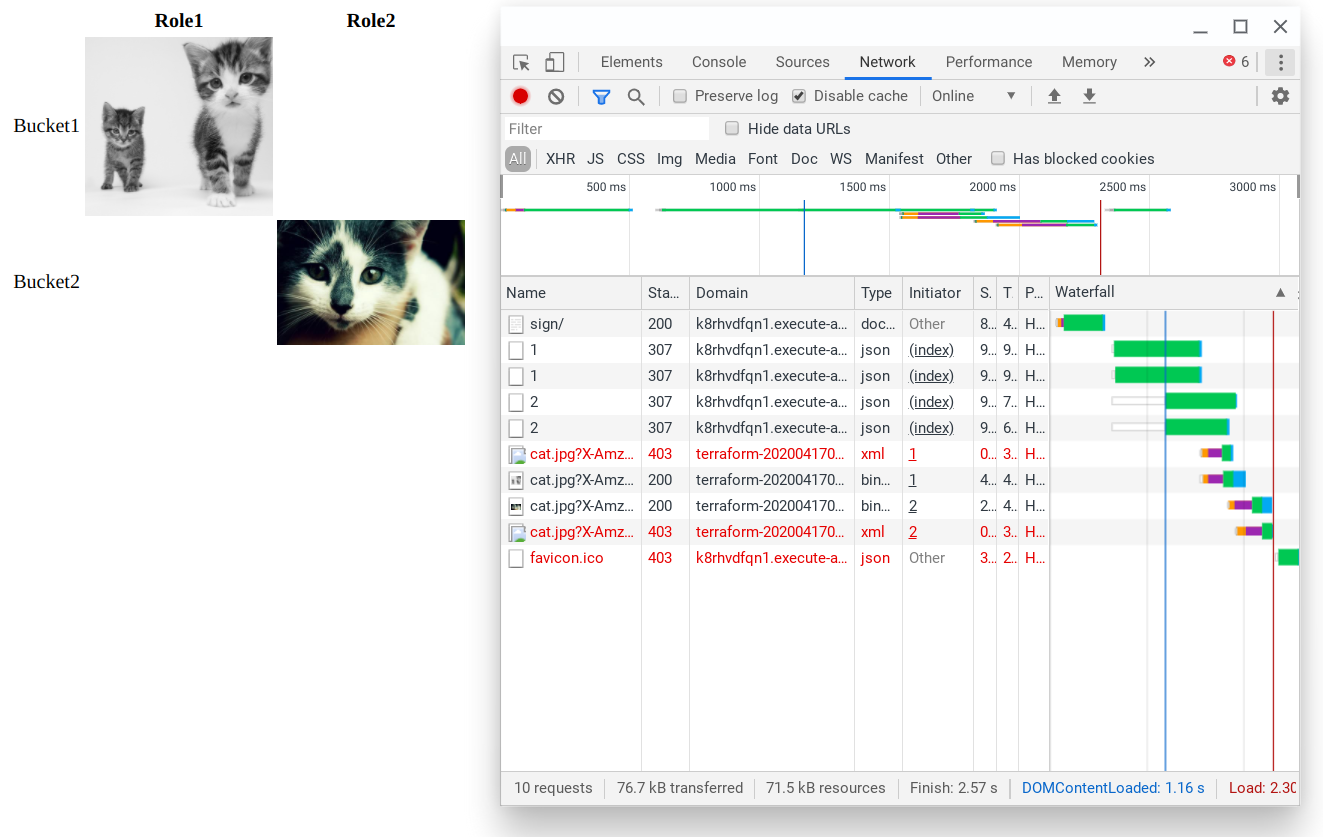 Role1 Role2
Bucket1
Bucket2
Elements Console Sources Network Performance Memory » 6
Preserve log Disable cache Online ▼
Filter Hide data URLs
All XHR JS CSS Img Media Font Doc WS Manifest Other Has blocked cookies
500 ms 1000 ms 1500 ms 2000 ms 2500 ms 3000 ms
Name Sta... Domain Type Initiator S. T. P... Waterfall ▲
sign/ 200 k8rhvdfqn1.execute-a... doc... Other 8... 4.. H...
1 307 k8rhvdfqn1.execute-a... json (index) 9... 9.. H...
1 307 k8rhvdfqn1.execute-a... json (index) 9... 9.. H...
2 307 k8rhvdfqn1.execute-a... json (index) 9... 7.. H...
2 307 k8rhvdfqn1.execute-a... json (index) 9... 6.. H...
cat.jpg?X-Amz... 403 terraform-202004170... xml 1 0... 3.. H...
cat.jpg?X-Amz... 200 terraform-202004170... bin... 1 4... 4.. H...
cat.jpg?X-Amz... 200 terraform-202004170... bin... 2 2... 4.. H...
cat.jpg?X-Amz... 403 terraform-202004170... xml 2 0... 3.. H...
favicon.ico 403 k8rhvdfqn1.execute-a... json Other 3... 2.. H...
10 requests 76.7 kB transferred 71.5 kB resources Finish: 2.57 s DOMContentLoaded: 1.16 s Load: 2.30